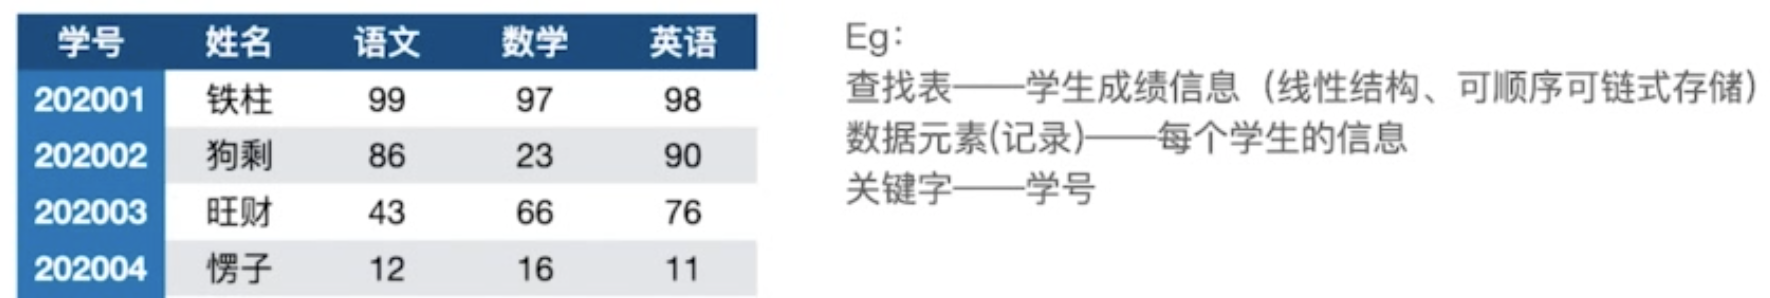 学号 姓名 语文 数学 英语
202001 铁柱 99 97 98
202002 狗剩 86 23 90
202003 旺财 43 66 76
202004 愣子 12 16 11
Eg:
查找表——学生成绩信息（线性结构、可顺序可链式存储）
数据元素(记录)——每个学生的信息
关键字——学号